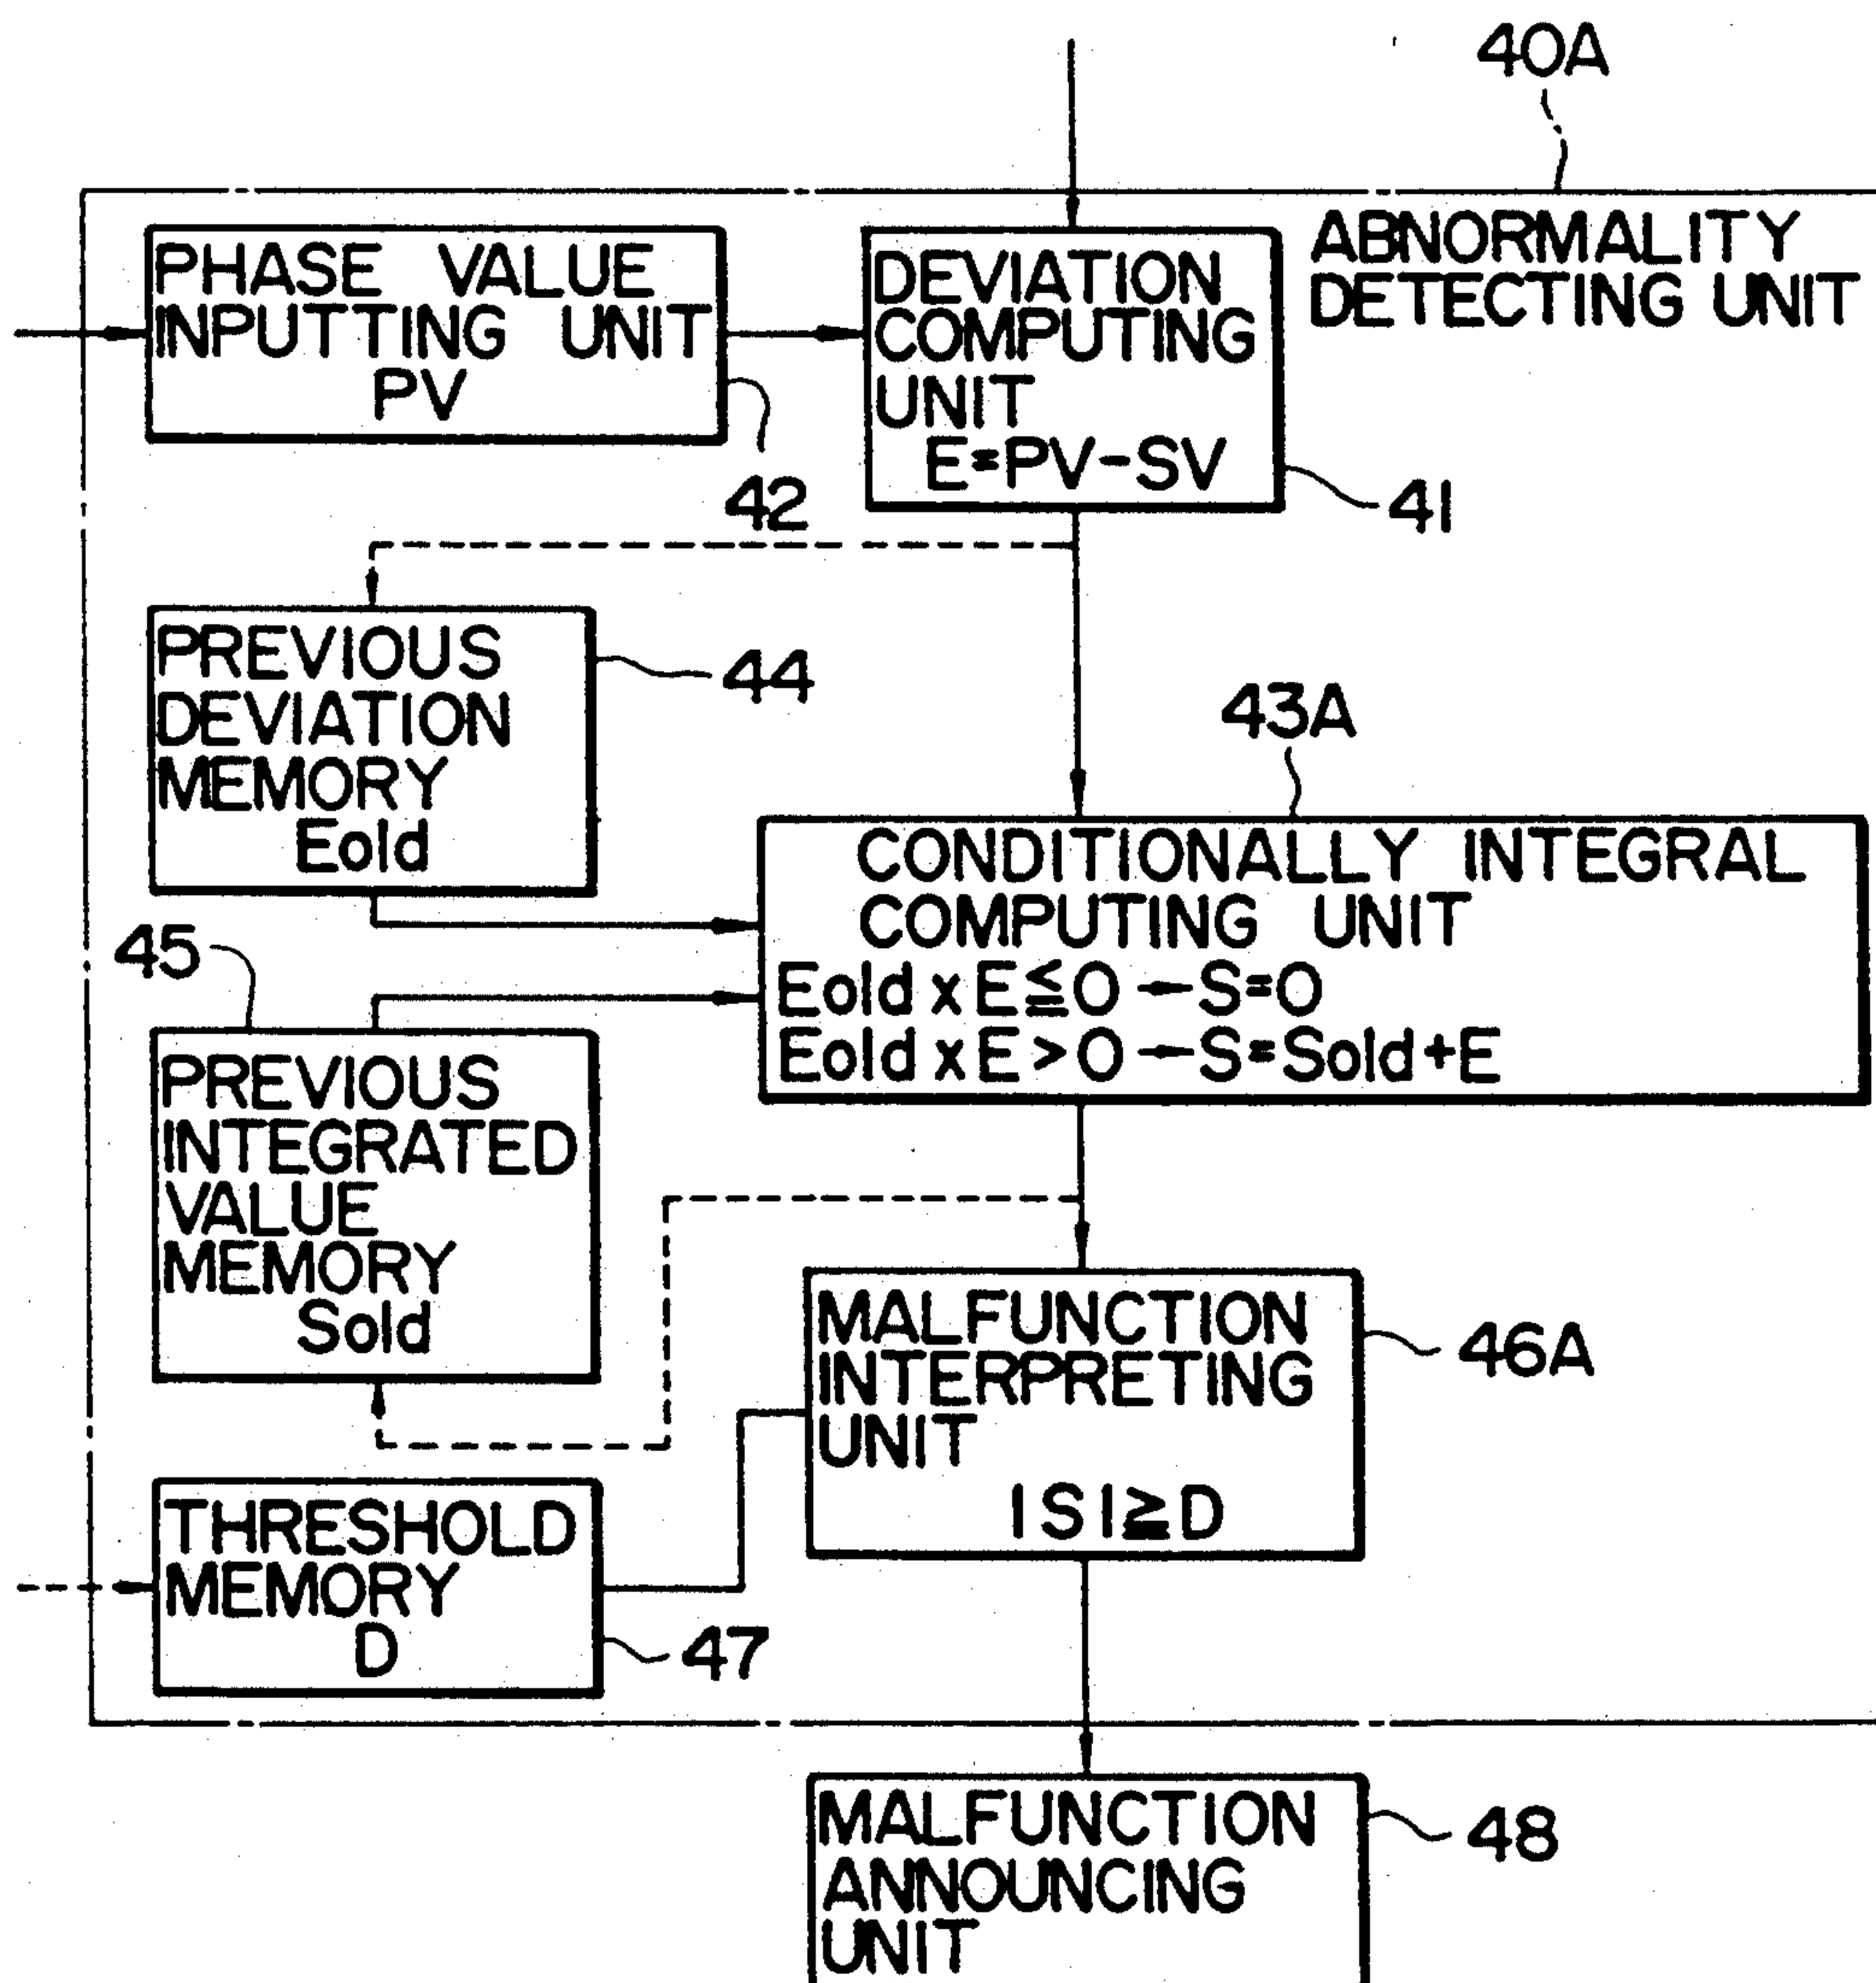 40A
ABNORMALITY
DETECTING UNIT
PHASE VALUE
INPUTTING UNIT
PV
42
DEVIATION
COMPUTING
UNIT
E=PV-SV
41
PREVIOUS
DEVIATION
MEMORY
Eold
44
43A
CONDITIONALLY INTEGRAL
COMPUTING UNIT
Eold x E≦0 → S=0
Eold x E > 0 → S=Sold+E
45
PREVIOUS
INTEGRATED
VALUE
MEMORY
Sold
MALFUNCTION
INTERPRETING
UNIT
|S|≧D
46A
THRESHOLD
MEMORY
D
47
MALFUNCTION
ANNOUNCING
UNIT
48